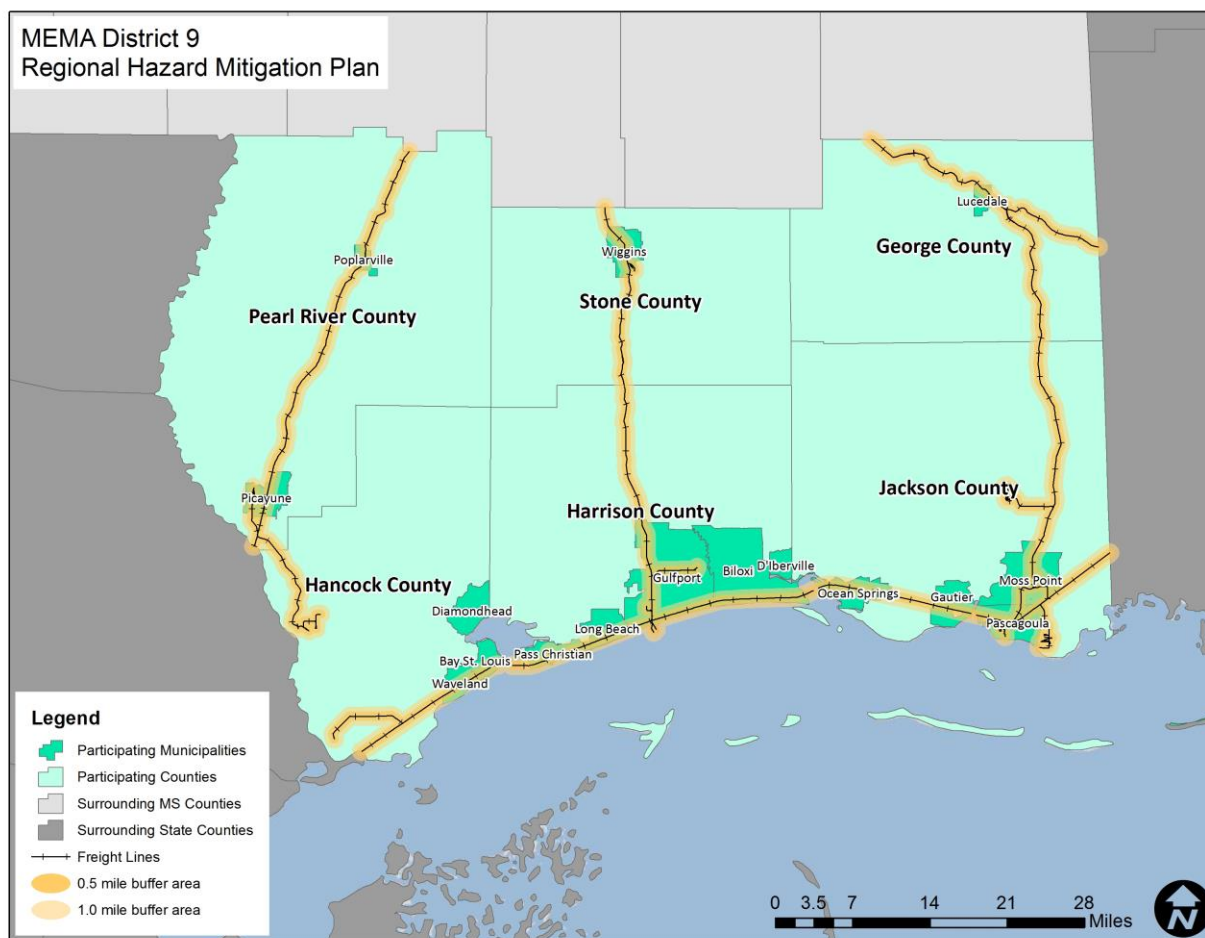 MEMA District 9
Regional Hazard Mitigation Plan
Lucedale
George County
Wiggins
Poplarville
Stone County
Pearl River County
Picayune
Jackson County
Harrison County
Hancock County
Gulfport
Biloxi
D'Iberville
Moss Point
Ocean Springs
Gautier
Diamondhead
Pascagoula
Long Beach
Bay St. Louis
Pass Christian
Waveland
Legend
Participating Municipalities
Participating Counties
Surrounding MS Counties
Surrounding State Counties
Freight Lines
0.5 mile buffer area
1.0 mile buffer area
0 3.5 7 14 21 28
Miles
N